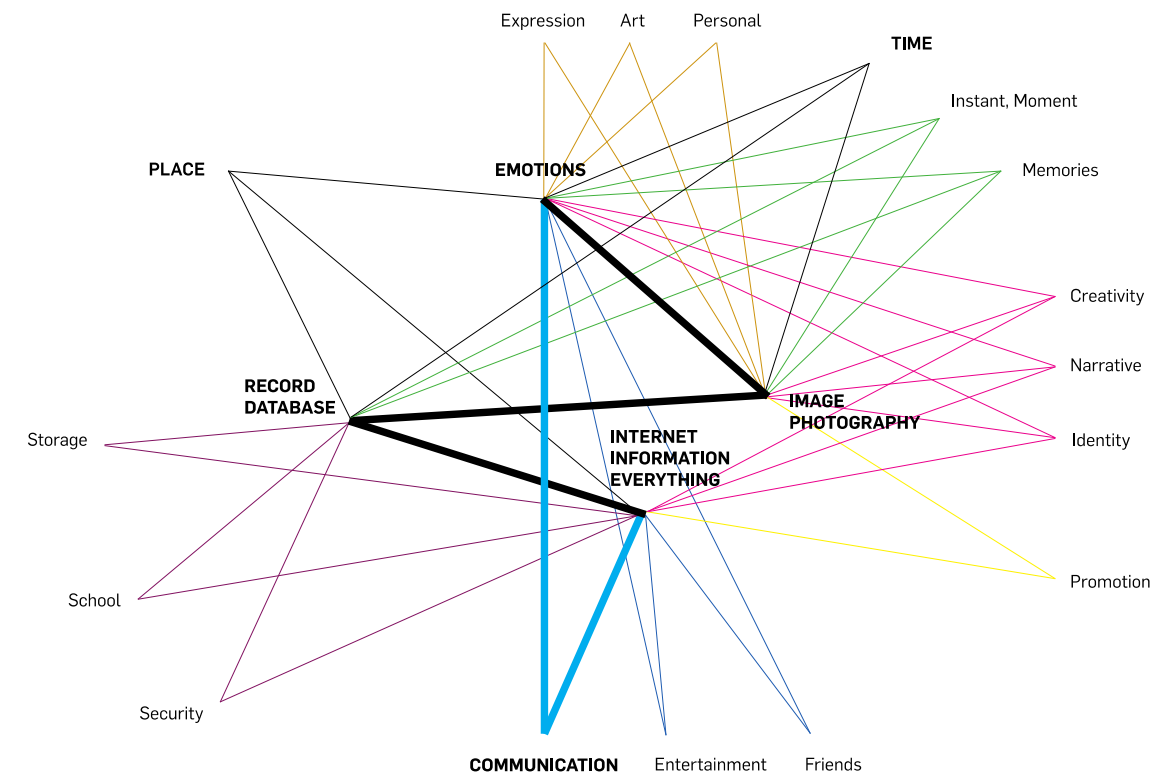 Expression
Art
Personal
TIME
Instant, Moment
PLACE
EMOTIONS
Memories
Creativity
Narrative
RECORD
DATABASE
IMAGE
PHOTOGRAPHY
INTERNET
INFORMATION
EVERYTHING
Storage
Identity
Promotion
School
Security
COMMUNICATION
Entertainment
Friends